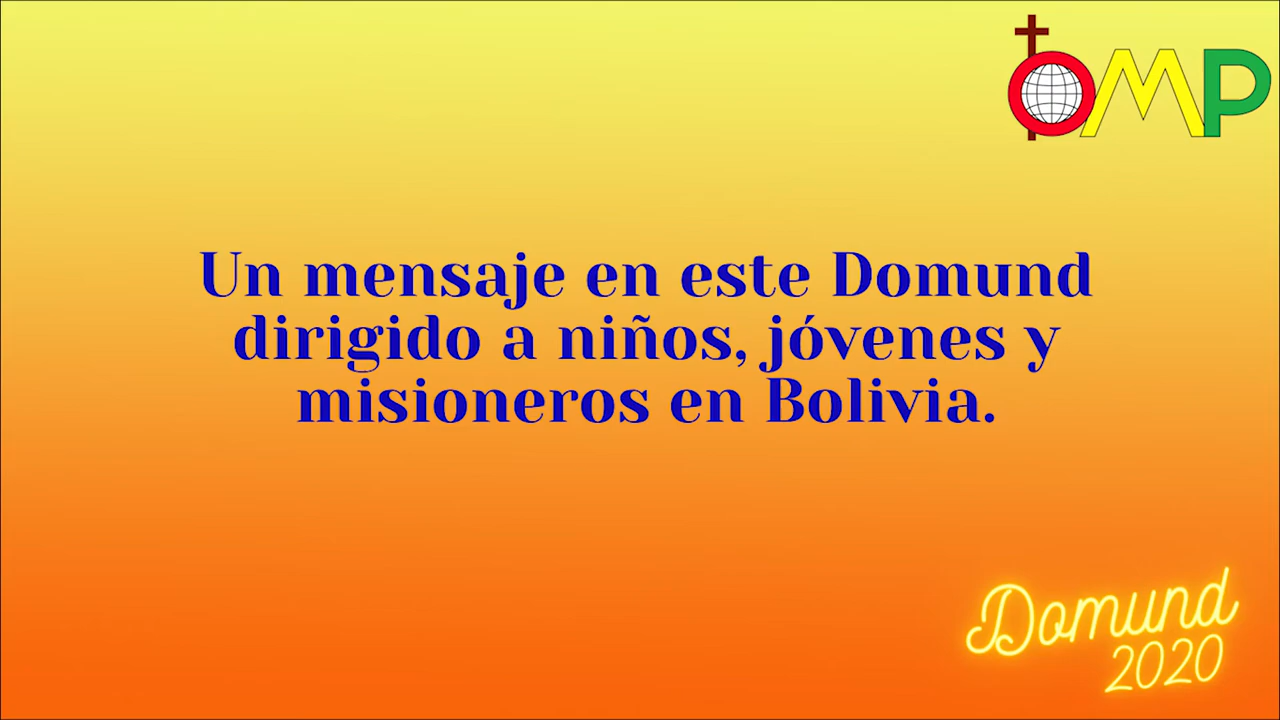 OMP
Un mensaje en este Domund
dirigido a niños, jóvenes y
misioneros en Bolivia.
Domund
2020